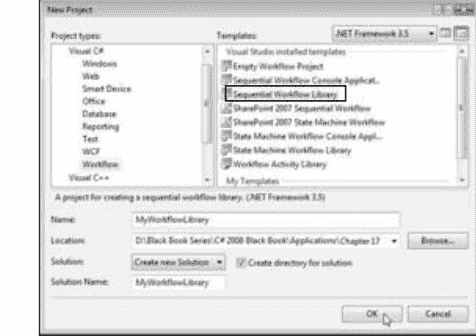 New Project
Project types:
Templates:
.NET Framework 3.5
Visual C#
Windows
Web
Smart Device
Office
Database
Reporting
Test
WCF
Workflow
Visual C++
Visual Studio installed templates
Empty Workflow Project
Sequential Workflow Console Applicat...
Sequential Workflow Library
SharePoint 2007 Sequential Workflow
SharePoint 2007 State Machine Workflow
State Machine Workflow Console Appl...
State Machine Workflow Library
Workflow Activity Library
My Templates
A project for creating a sequential workflow library. (.NET Framework 3.5)
Name:
MyWorkflowLibrary
Location:
D:\Black Book Series\C# 2008 Black Book\Applications\Chapter 17
Browse...
Solution:
Create new Solution
Create directory for solution
Solution Name:
MyWorkflowLibrary
OK
Cancel